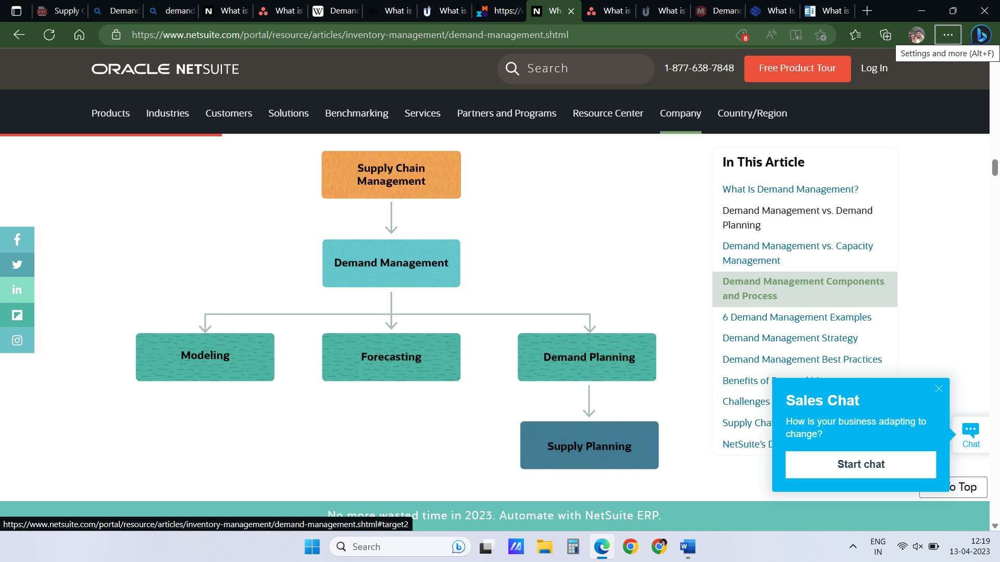 Supply C
Demand
demand
What is
What is
Demand
What is
What is
https://
Wh
What is
What is
Demand
What Is
What is
https://www.netsuite.com/portal/resource/articles/inventory-management/demand-management.shtml
8
Settings and more (Alt+F)
ORACLE NETSUITE
Search
1-877-638-7848
Free Product Tour
Log In
Products Industries Customers Solutions Benchmarking Services Partners and Programs Resource Center Company Country/Region
Supply Chain
Management
Demand Management
Modeling
Forecasting
Demand Planning
Supply Planning
In This Article
What Is Demand Management?
Demand Management vs. Demand
Planning
Demand Management vs. Capacity
Management
Demand Management Components
and Process
6 Demand Management Examples
Demand Management Strategy
Demand Management Best Practices
Benefits of
Challenges
Supply Chai
NetSuite's
Sales Chat
How is your business adapting to
change?
Start chat
Chat
To Top
No more wasted time in 2023. Automate with NetSuite ERP.
https://www.netsuite.com/portal/resource/articles/inventory-management/demand-management.shtml#target2
Search
ENG
IN
12:19
13-04-2023